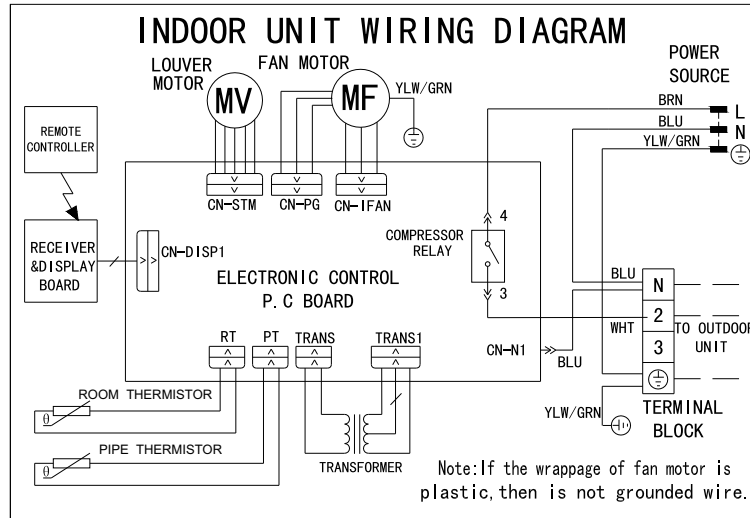 INDOOR UNIT WIRING DIAGRAM
LOUVER
MOTOR
FAN MOTOR
MV
MF
YLW/GRN
POWER
SOURCE
BRN
L
BLU
N
YLW/GRN
REMOTE
CONTROLLER
CN-STM
CN-PG
CN-IFAN
4
COMPRESSOR
RELAY
3
RECEIVER
&DISPLAY
BOARD
CN-DISP1
ELECTRONIC CONTROL
P.C BOARD
BLU
N
WHT
2
TO OUTDOOR
UNIT
3
RT
PT
TRANS
TRANS1
CN-N1
BLU
ROOM THERMISTOR
θ
PIPE THERMISTOR
θ
TRANSFORMER
YLW/GRN
TERMINAL
BLOCK
Note:If the wrappage of fan motor is
plastic,then is not grounded wire.